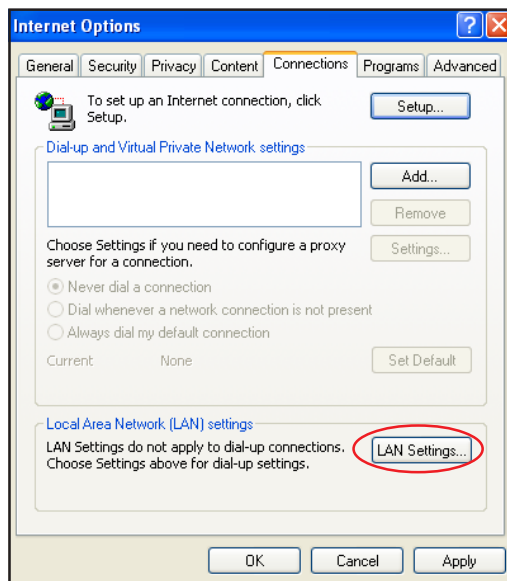 Internet Options
General Security Privacy Content Connections Programs Advanced
To set up an Internet connection, click
Setup.
Setup...
Dial-up and Virtual Private Network settings
Add...
Remove
Choose Settings if you need to configure a proxy
server for a connection.
Settings...
Never dial a connection
Dial whenever a network connection is not present
Always dial my default connection
Current None
Set Default
Local Area Network (LAN) settings
LAN Settings do not apply to dial-up connections.
Choose Settings above for dial-up settings.
LAN Settings...
OK Cancel Apply